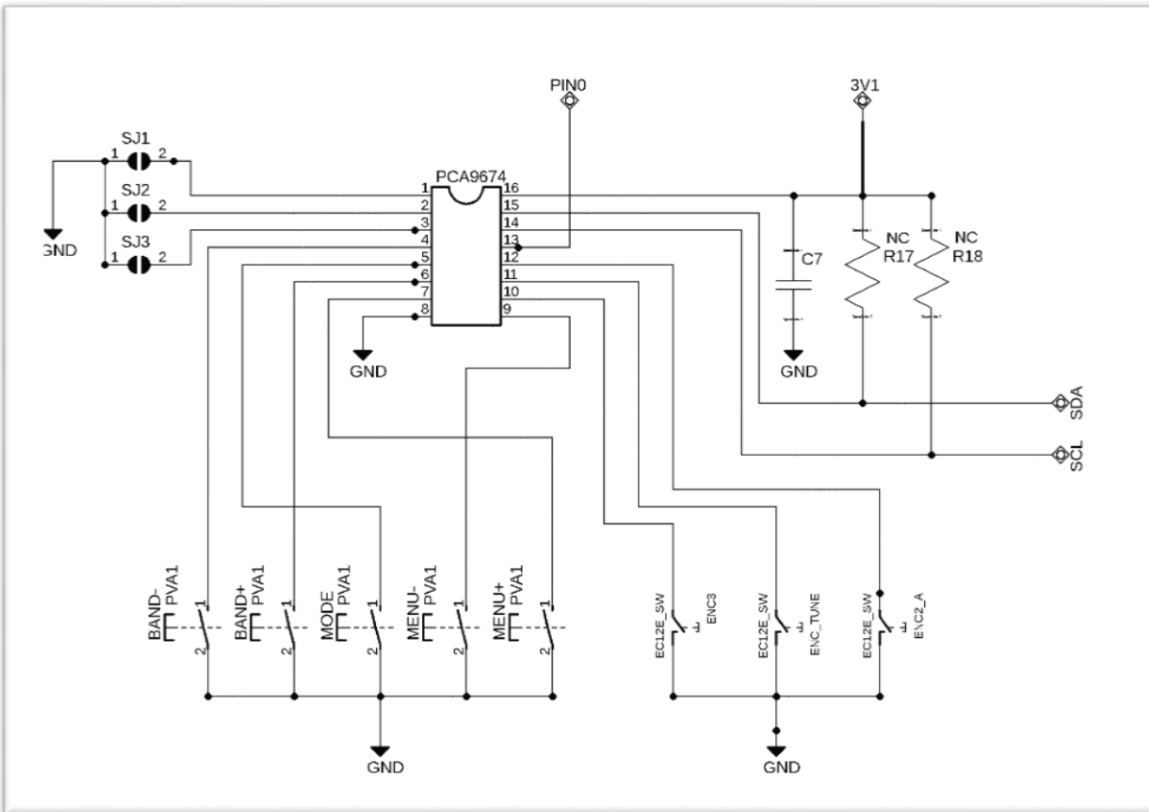 PIN0
3V1
SJ1
1 2
SJ2
1 2
SJ3
1 2
GND
PCA9674
1 16
2 15
3 14
4 13
5 12
6 11
7 10
8 9
GND
C7
GND
NC
R17
NC
R18
SDA
SCL
BAND-
PVA1
1
2
BAND+
PVA1
1
2
MODE
PVA1
1
2
MENU-
PVA1
1
2
MENU+
PVA1
1
2
GND
EC12E_SW
ENC3
EC12E_SW
ENC_TUNE
EC12E_SW
ENC2_A
GND